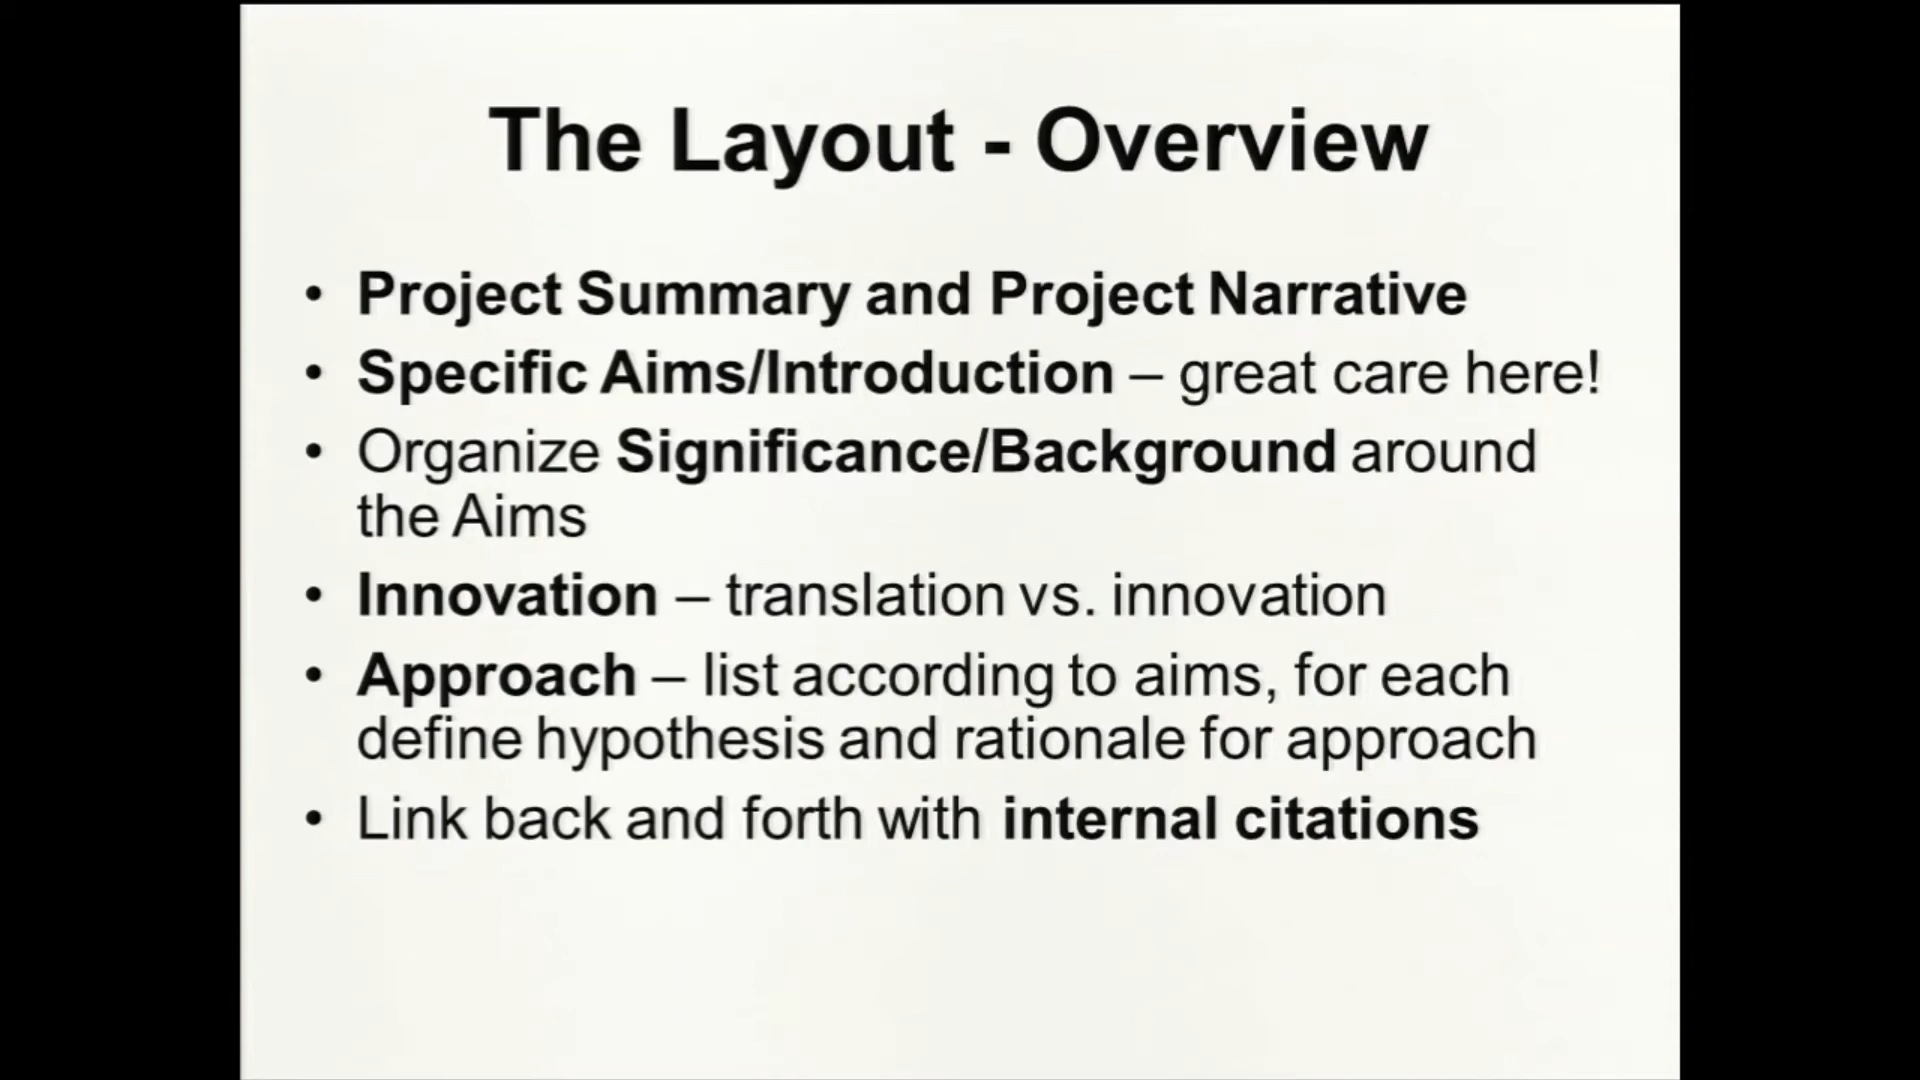 The Layout - Overview
• Project Summary and Project Narrative
• Specific Aims/Introduction – great care here!
• Organize Significance/Background around
the Aims
• Innovation – translation vs. innovation
• Approach – list according to aims, for each
define hypothesis and rationale for approach
• Link back and forth with internal citations